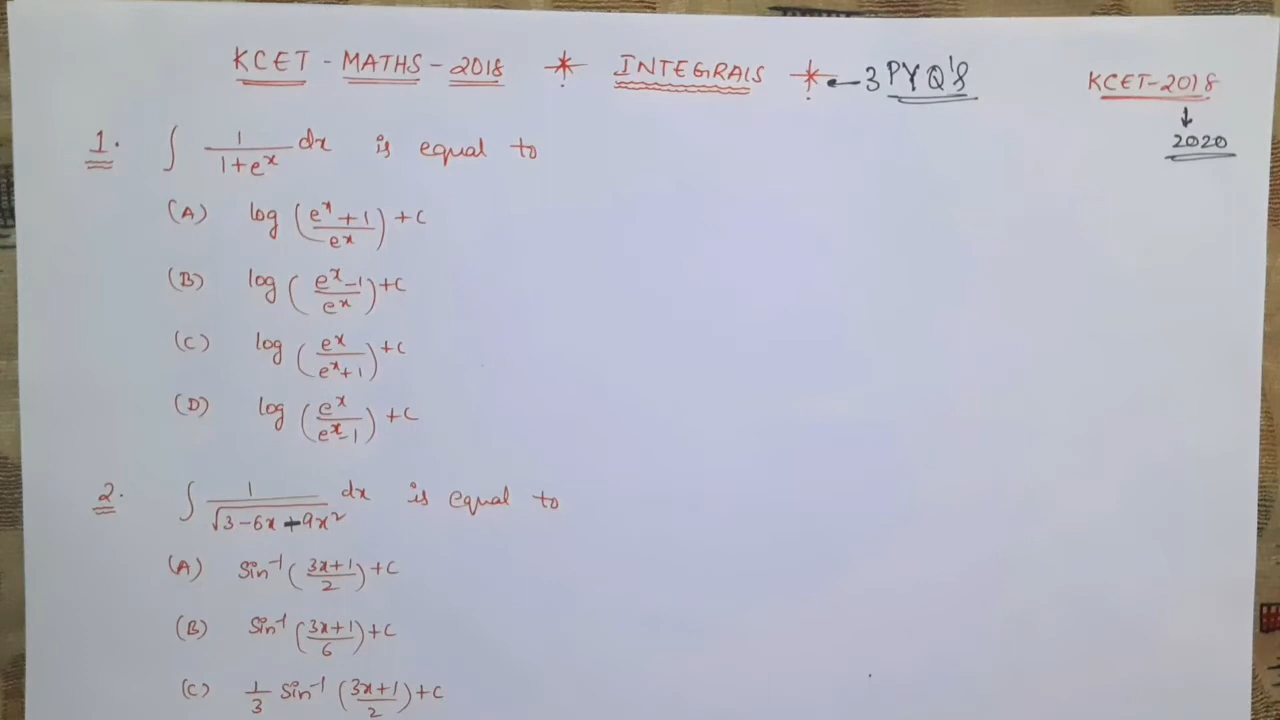 KCET - MATHS - 2018 * INTEGRALS * ← 3 PYQ'S
KCET-2018
↓
2020
1. ∫ 1/(1+e^x) dx is equal to
(A) log ((e^x+1)/e^x) + C
(B) log ((e^x-1)/e^x) + C
(C) log (e^x/(e^x+1)) + C
(D) log (e^x/(e^x-1)) + C
2. ∫ 1/√(3-6x-9x²) dx is equal to
(A) Sin⁻¹ ((3x+1)/2) + C
(B) Sin⁻¹ ((3x+1)/6) + C
(C) 1/3 Sin⁻¹ ((3x+1)/2) + C